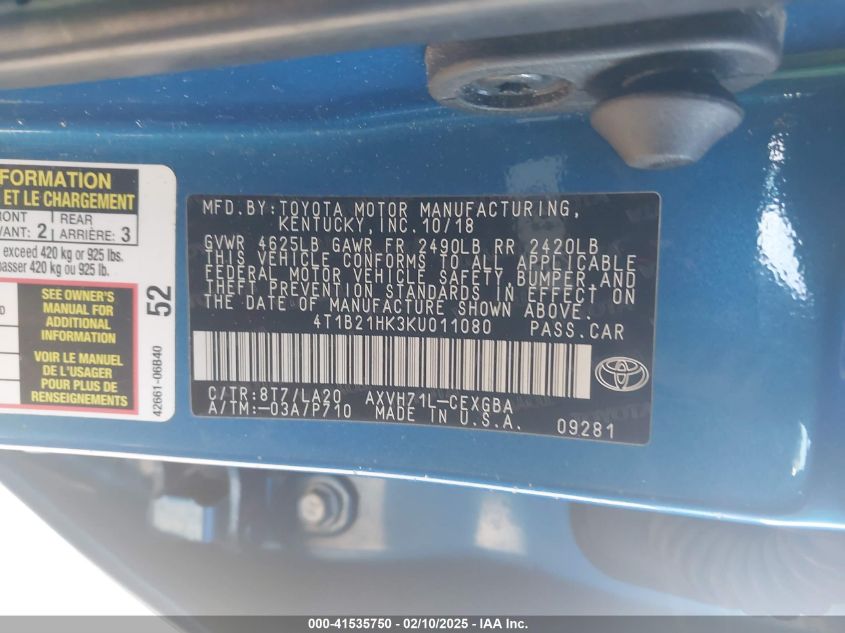 FORMATION
ET LE CHARGEMENT
FRONT REAR
2 ARRIÈRE: 3
exceed 420 kg or 925 lbs.
passer 420 kg ou 925 lb.
SEE OWNER'S
MANUAL FOR
ADDITIONAL
INFORMATION
VOIR LE MANUEL
DE L'USAGER
POUR PLUS DE
RENSEIGNEMENTS
52
42661-06B40
MFD.BY:TOYOTA MOTOR MANUFACTURING,
KENTUCKY,INC.10/18
GVWR 4625LB GAWR FR 2490LB RR 2420LB
THIS VEHICLE CONFORMS TO ALL APPLICABLE
FEDERAL MOTOR VEHICLE SAFETY,BUMPER,AND
THEFT PREVENTION STANDARDS IN EFFECT ON
THE DATE OF MANUFACTURE SHOWN ABOVE.
4T1B21HK3KU011080 PASS.CAR
C/TR:8T7/LA20 AXVH71L-CEXGBA
A/TM:-03A7P710 MADE IN U.S.A. 09281
000-41535750 - 02/10/2025 - IAA Inc.